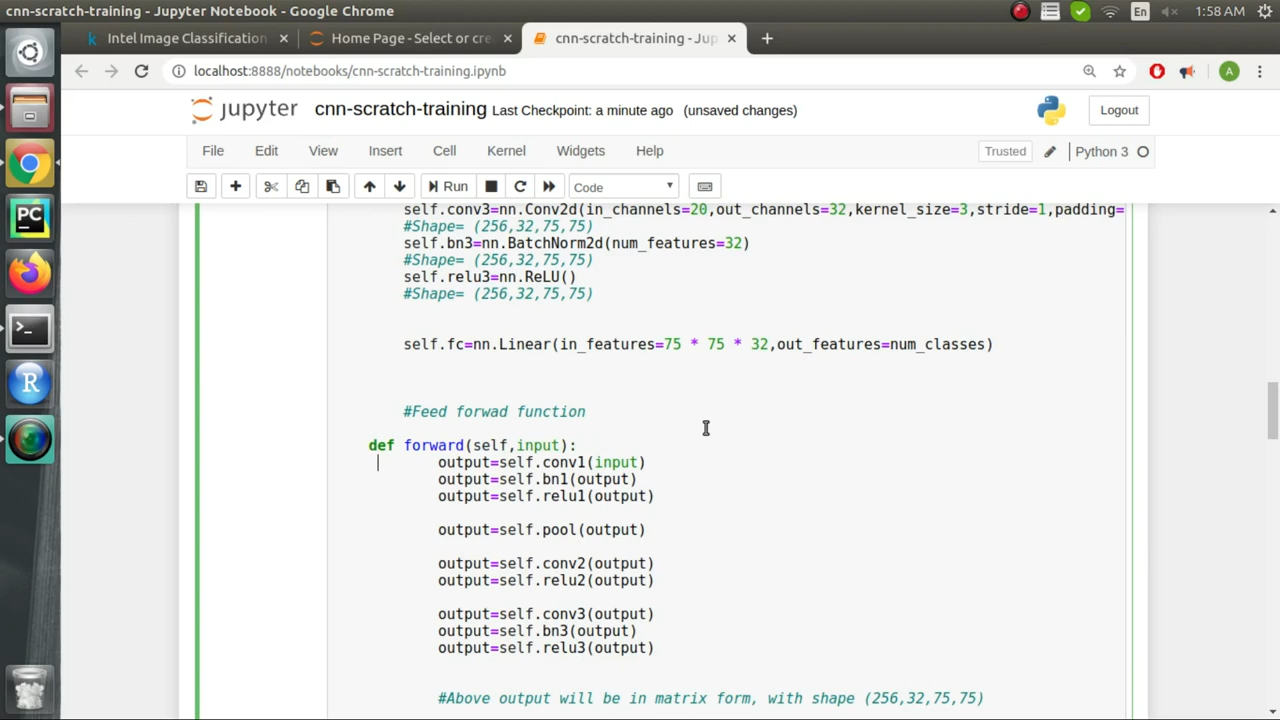 cnn-scratch-training - Jupyter Notebook - Google Chrome
En
1:58 AM
Intel Image Classification
Home Page - Select or cre
cnn-scratch-training - Jup
localhost:8888/notebooks/cnn-scratch-training.ipynb
A
jupyter cnn-scratch-training Last Checkpoint: a minute ago (unsaved changes)
Logout
File Edit View Insert Cell Kernel Widgets Help
Trusted
Python 3
Run
Code
PC
R
self.conv3=nn.Conv2d(in_channels=20,out_channels=32,kernel_size=3,stride=1,padding=
#Shape= (256,32,75,75)
self.bn3=nn.BatchNorm2d(num_features=32)
#Shape= (256,32,75,75)
self.relu3=nn.ReLU()
#Shape= (256,32,75,75)
self.fc=nn.Linear(in_features=75 * 75 * 32,out_features=num_classes)
#Feed forwad function
def forward(self,input):
output=self.conv1(input)
output=self.bn1(output)
output=self.relu1(output)
output=self.pool(output)
output=self.conv2(output)
output=self.relu2(output)
output=self.conv3(output)
output=self.bn3(output)
output=self.relu3(output)
#Above output will be in matrix form, with shape (256,32,75,75)